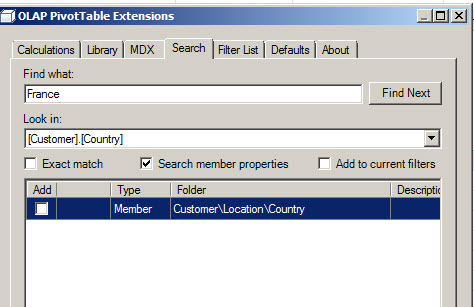 OLAP PivotTable Extensions
Calculations Library MDX Search Filter List Defaults About
Find what:
France Find Next
Look in:
[Customer].[Country]
Exact match Search member properties Add to current filters
Add Type Folder Descriptio
Member Customer\Location\Country